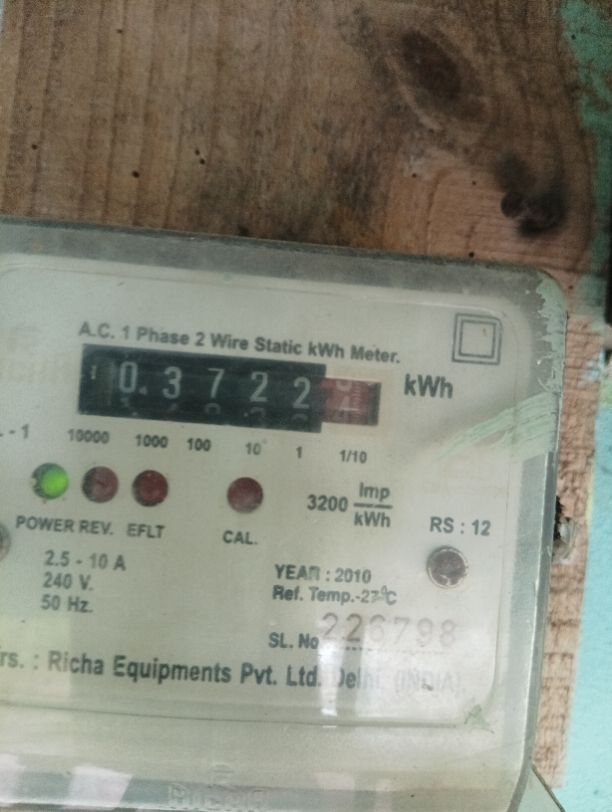 A.C. 1 Phase 2 Wire Static kWh Meter.
0 3 7 2 2 kWh
- 1 10000 1000 100 10 1 1/10
3200 Imp/kWh
POWER REV. EFLT CAL. RS : 12
2.5 - 10 A
240 V.
50 Hz.
YEAR : 2010
Ref. Temp.-27°C
SL. No 226798
rs. : Richa Equipments Pvt. Ltd. Delhi. (INDIA)